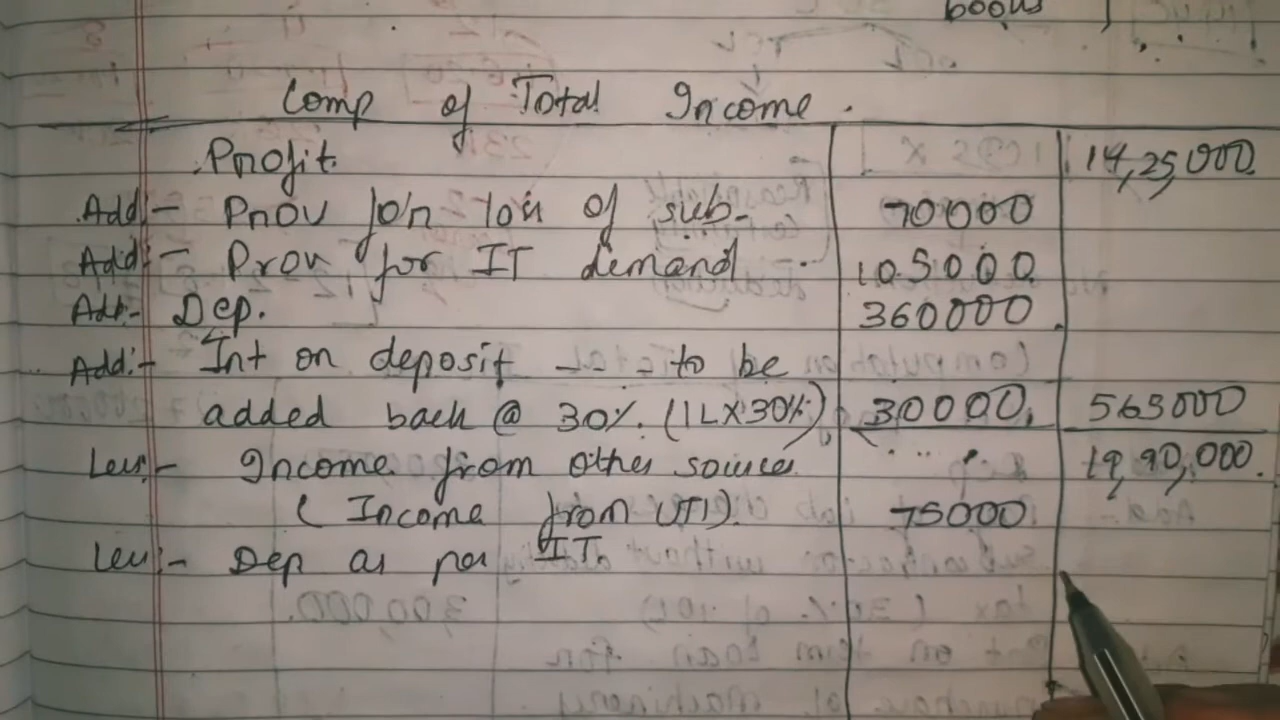 books
Comp of Total Income.
Profit. 14,25,000
Add:- Prov for loss of sub- 70000
Add:- Prov for IT demand 105000
Add:- Dep. 360000
Add:- Int on deposit --- to be
added back @ 30%. (1L X 30%) 30000 565000
Less:- Income from other sources 19,90,000.
(Income from UTI). 75000
Less:- Dep as per IT